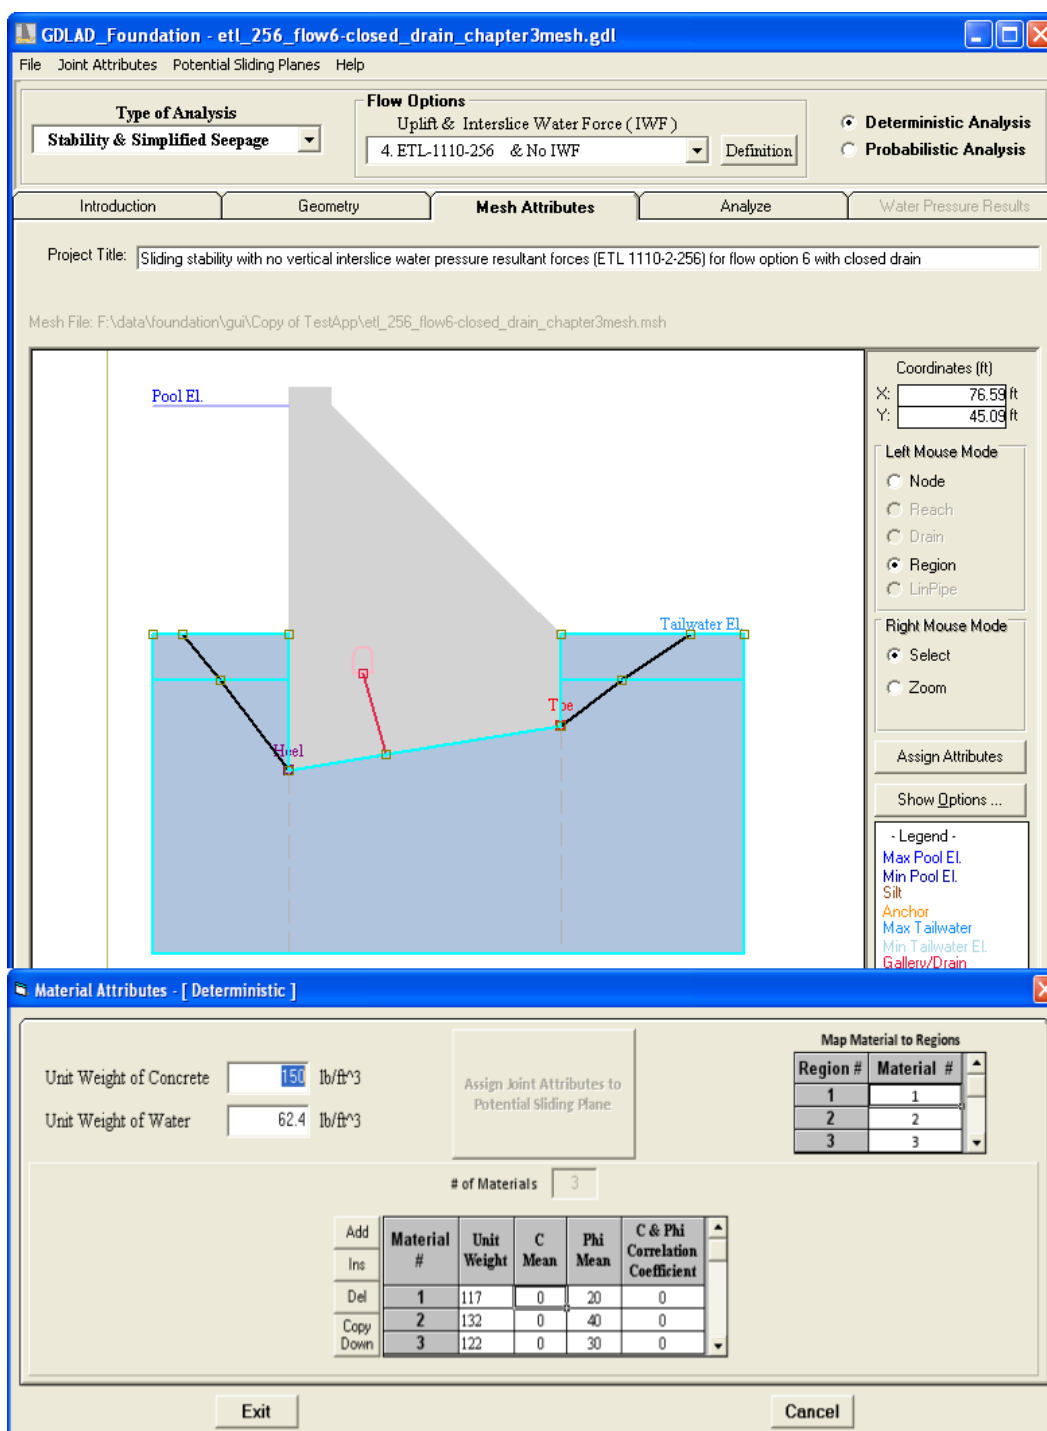 GDLAD_Foundation - etl_256_flow6-closed_drain_chapter3mesh.gdl
File Joint Attributes Potential Sliding Planes Help
Type of Analysis
Stability & Simplified Seepage
Flow Options
Uplift & Interslice Water Force ( IWF )
4. ETL-1110-256 & No IWF
Definition
Deterministic Analysis
Probabilistic Analysis
Introduction
Geometry
Mesh Attributes
Analyze
Water Pressure Results
Project Title: Sliding stability with no vertical interslice water pressure resultant forces (ETL 1110-2-256) for flow option 6 with closed drain
Mesh File: F:\data\foundation\gui\Copy of TestApp\etl_256_flow6-closed_drain_chapter3mesh.msh
Pool El.
Tailwater El.
Toe
Heel
Coordinates (ft)
X: 76.59 ft
Y: 45.09 ft
Left Mouse Mode
Node
Reach
Drain
Region
LinPipe
Right Mouse Mode
Select
Zoom
Assign Attributes
Show Options ...
- Legend -
Max Pool El.
Min Pool El.
Silt
Anchor
Max Tailwater
Min Tailwater El.
Gallery/Drain
Material Attributes - [ Deterministic ]
Unit Weight of Concrete 150 lb/ft^3
Unit Weight of Water 62.4 lb/ft^3
Assign Joint Attributes to
Potential Sliding Plane
Map Material to Regions
Region # Material #
1 1
2 2
3 3
# of Materials 3
Add
Ins
Del
Copy
Down
Material # Unit Weight C Mean Phi Mean C & Phi Correlation Coefficient
1 117 0 20 0
2 132 0 40 0
3 122 0 30 0
Exit
Cancel